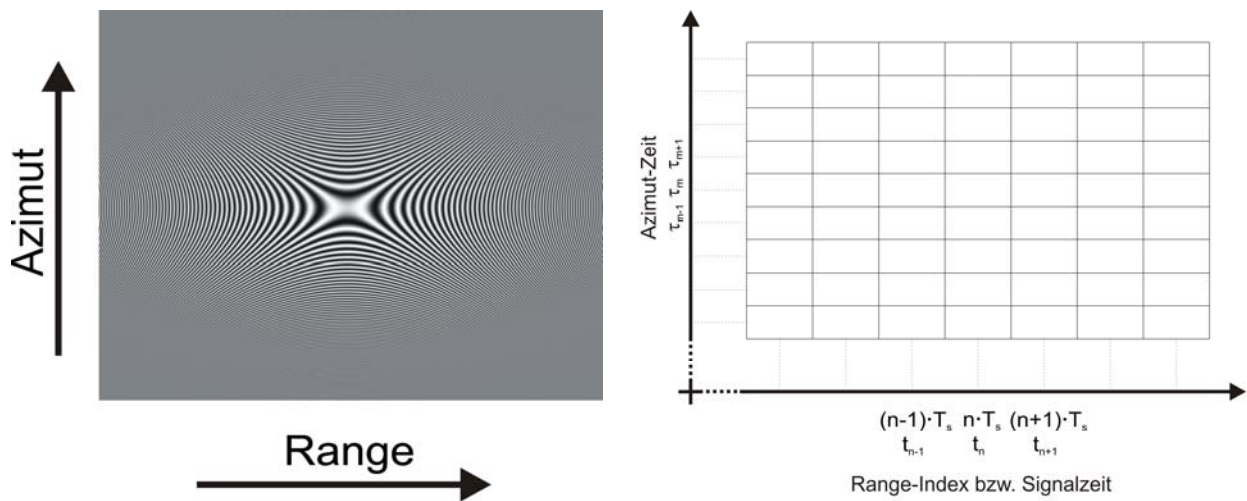 Azimut
Range
Azimut-Zeit
τₘ₋₁ τₘ τₘ₊₁
(n-1)·Tₛ n·Tₛ (n+1)·Tₛ
tₙ₋₁ tₙ tₙ₊₁
Range-Index bzw. Signalzeit